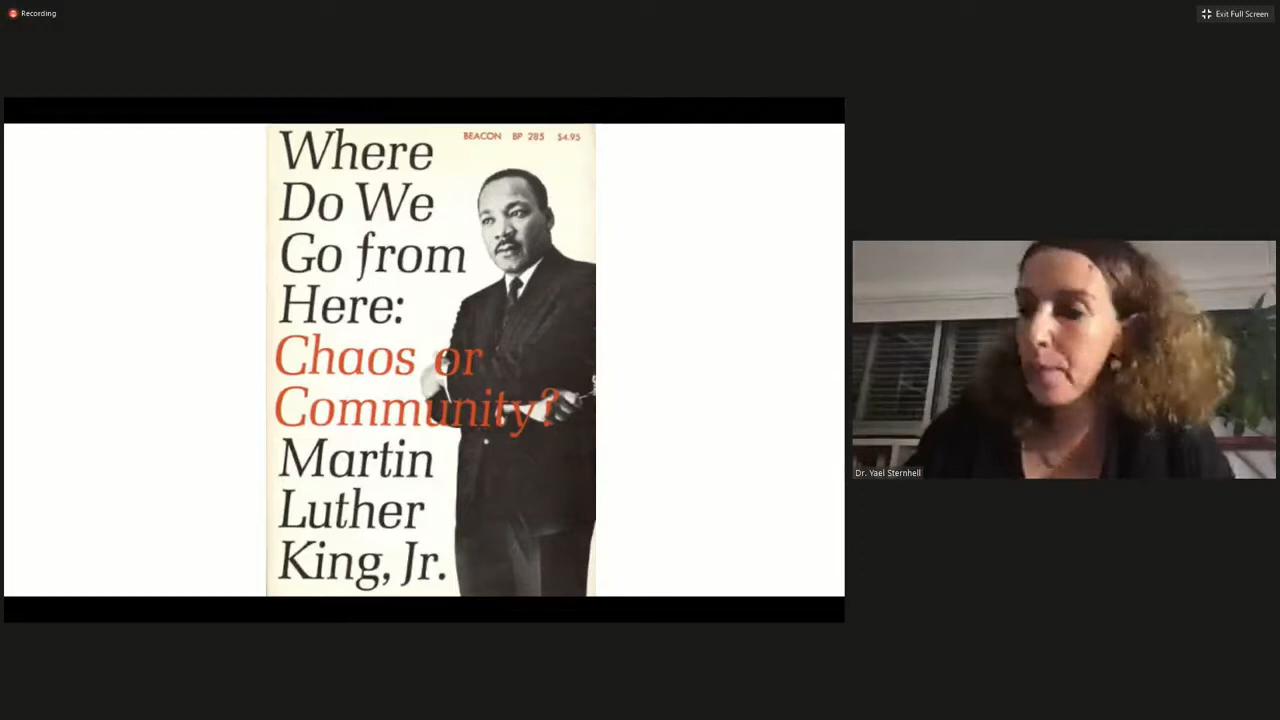 Recording
Exit Full Screen
BEACON BP 285 $4.95
Where
Do We
Go from
Here:
Chaos or
Community?
Martin
Luther
King, Jr.
Dr. Yael Sternhell